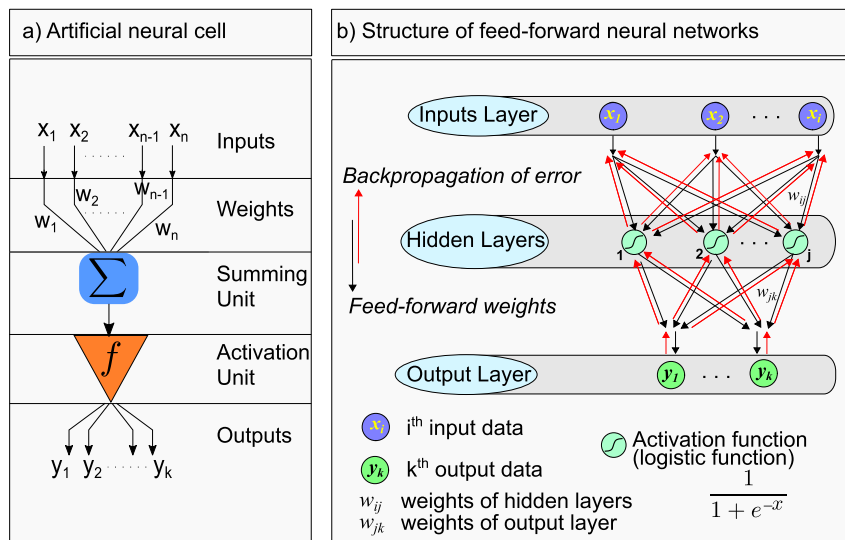 a) Artificial neural cell
x1 x2 xn-1 xn
. . . . . .
Inputs
w1 w2 wn-1 wn
Weights
∑
Summing
Unit
f
Activation
Unit
Outputs
y1 y2 . . . . . . . yk
b) Structure of feed-forward neural networks
Inputs Layer
x1 x2 . . . xi
Backpropagation of error
wij
Hidden Layers
1 2 . . . . j
Feed-forward weights
wjk
Output Layer
y1 . . . yk
xi ith input data
yk kth output data
wij weights of hidden layers
wjk weights of output layer
Activation function
(logistic function)
1
1 + e^-x